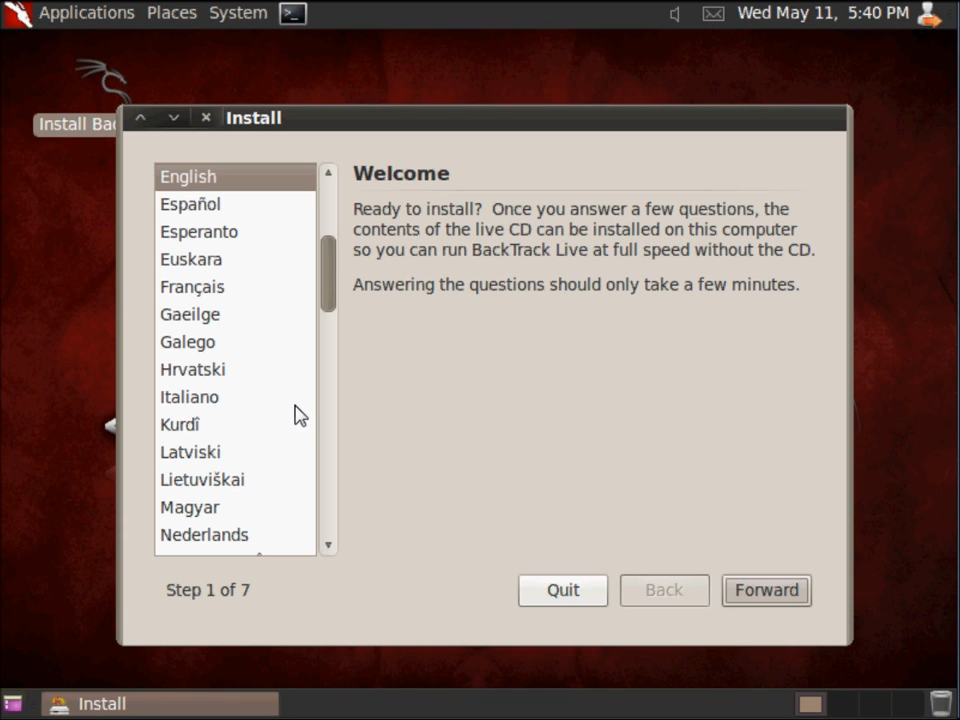 Applications Places System
Wed May 11, 5:40 PM
Install
English
Español
Esperanto
Euskara
Français
Gaeilge
Galego
Hrvatski
Italiano
Kurdî
Latviski
Lietuviškai
Magyar
Nederlands
Welcome
Ready to install? Once you answer a few questions, the
contents of the live CD can be installed on this computer
so you can run BackTrack Live at full speed without the CD.
Answering the questions should only take a few minutes.
Step 1 of 7
Quit
Back
Forward
Install